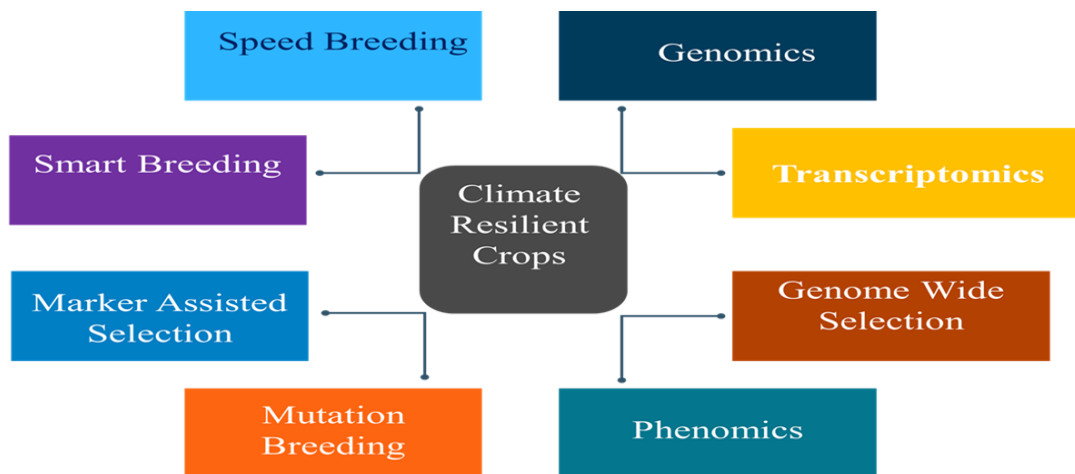 Speed Breeding
Genomics
Smart Breeding
Climate
Resilient
Crops
Transcriptomics
Marker Assisted
Selection
Genome Wide
Selection
Mutation
Breeding
Phenomics